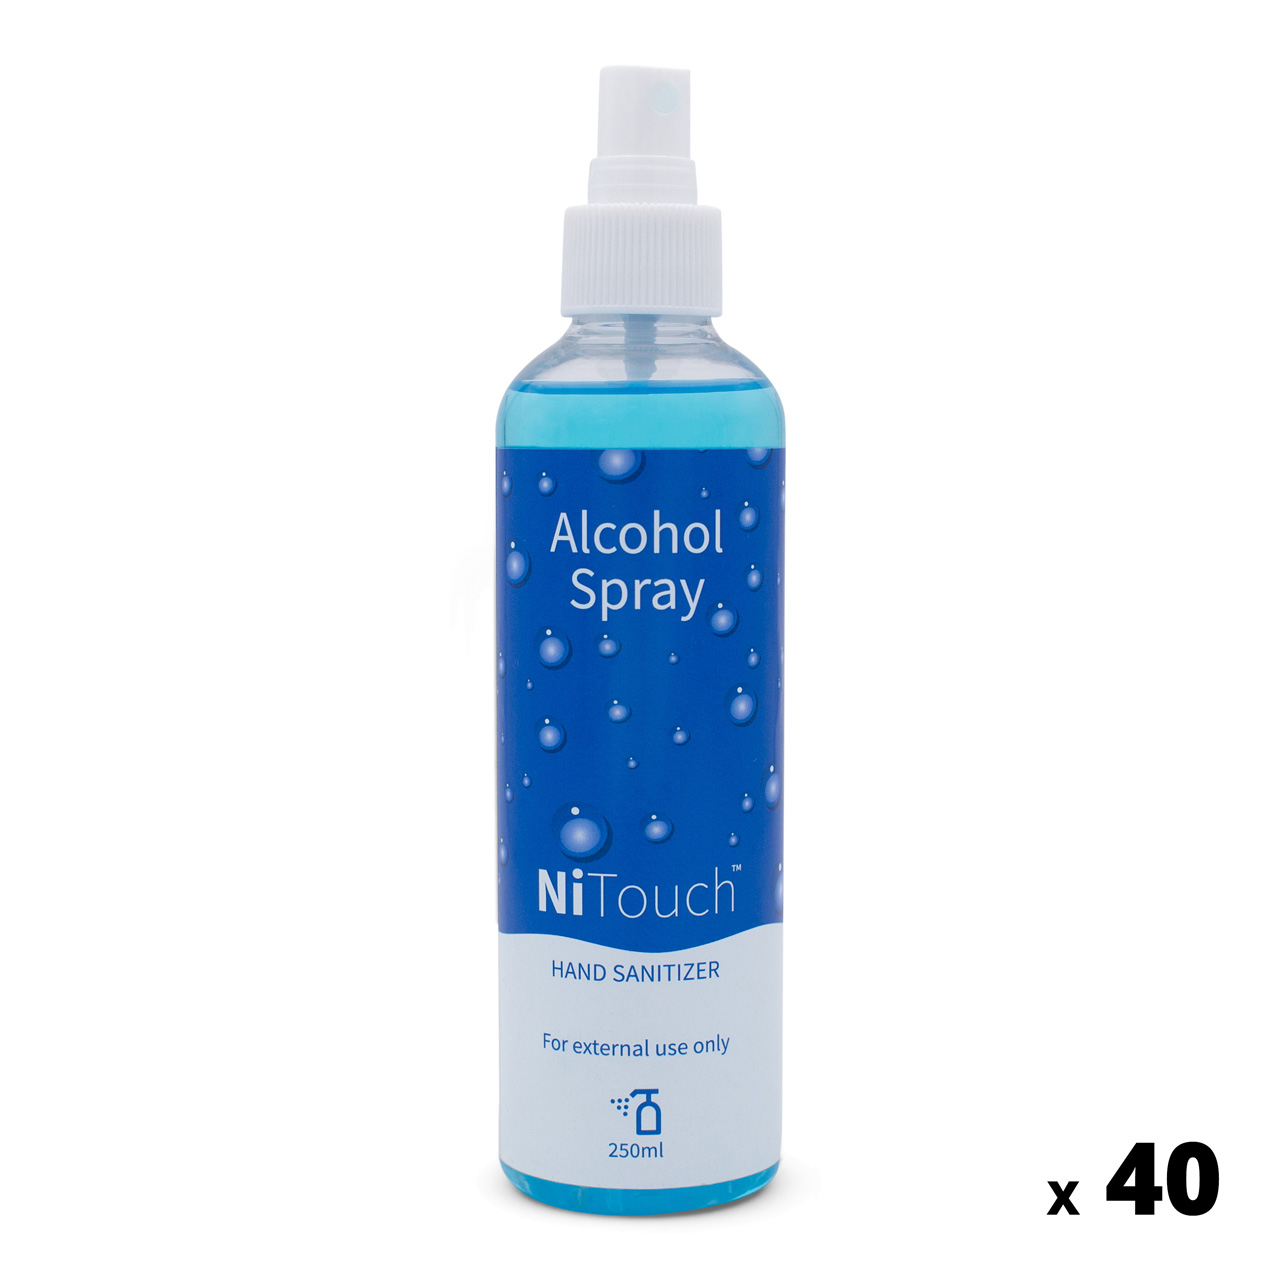 Alcohol
Spray
NiTouch™
HAND SANITIZER
For external use only
250ml
x 40